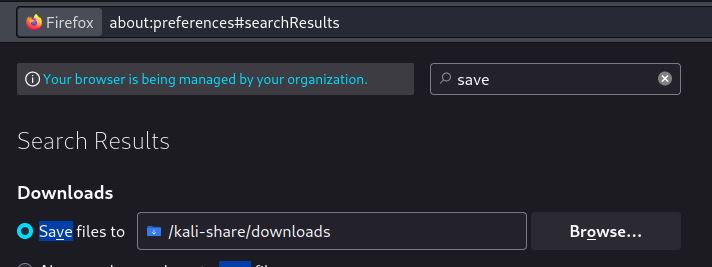 Firefox about:preferences#searchResults
Your browser is being managed by your organization.
save
Search Results
Downloads
Save files to /kali-share/downloads Browse...